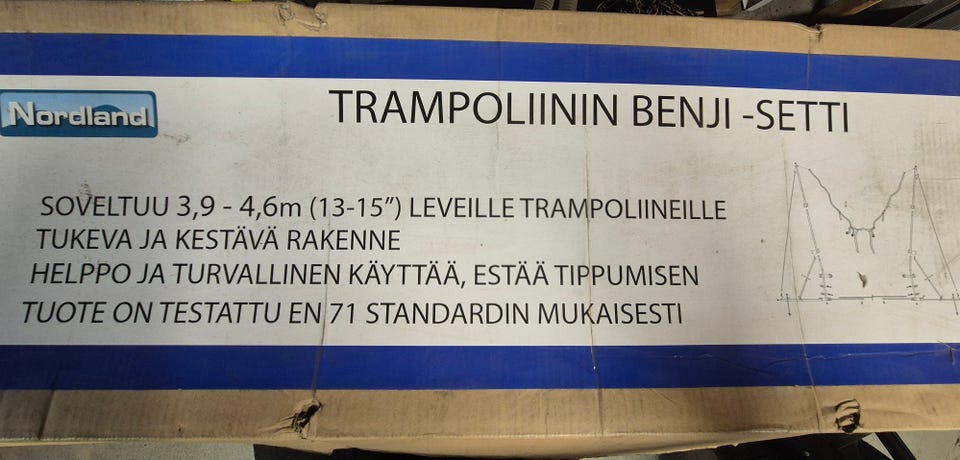 Nordland
TRAMPOLIININ BENJI -SETTI
SOVELTUU 3,9 - 4,6m (13-15") LEVEILLE TRAMPOLIINEILLE
TUKEVA JA KESTÄVÄ RAKENNE
HELPPO JA TURVALLINEN KÄYTTÄÄ, ESTÄÄ TIPPUMISEN
TUOTE ON TESTATTU EN 71 STANDARDIN MUKAISESTI